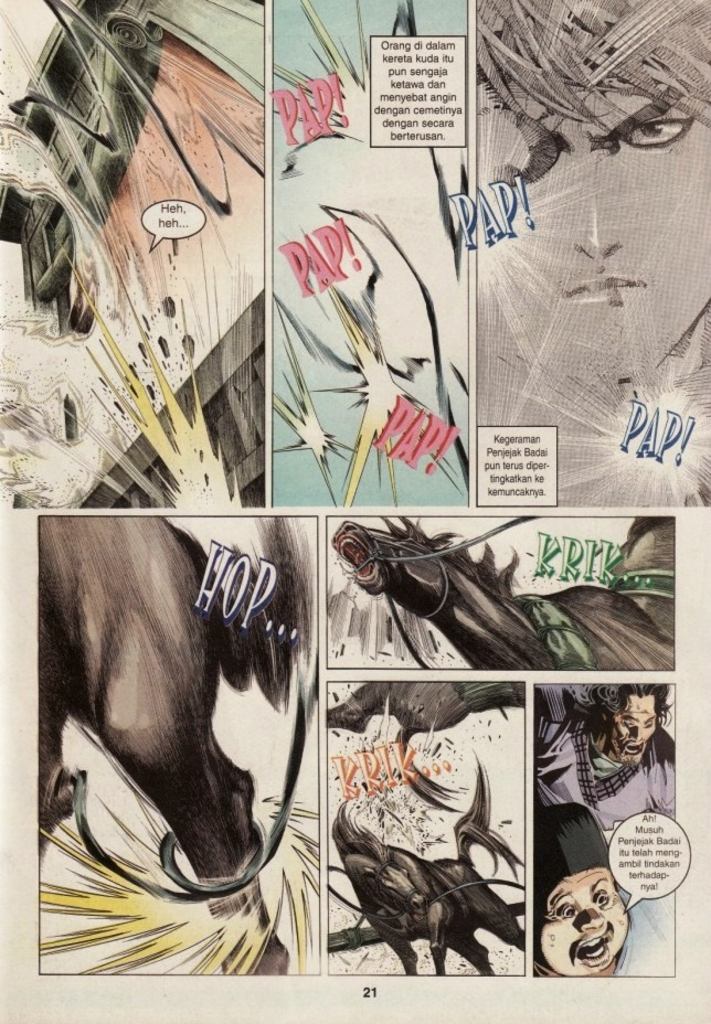 Heh,
heh...
Orang di dalam
kereta kuda itu
pun sengaja
ketawa dan
menyebat angin
dengan cemetinya
dengan secara
berterusan.
PAP!
PAP!
PAP!
PAP!
PAP!
Kegeraman
Penjejak Badai
pun terus diper-
tingkatkan ke
kemuncaknya.
HOP...
KRIK...
KRIK...
Ah!
Musuh
Penjejak Badai
itu telah meng-
ambil tindakan
terhadap-
nya!
21